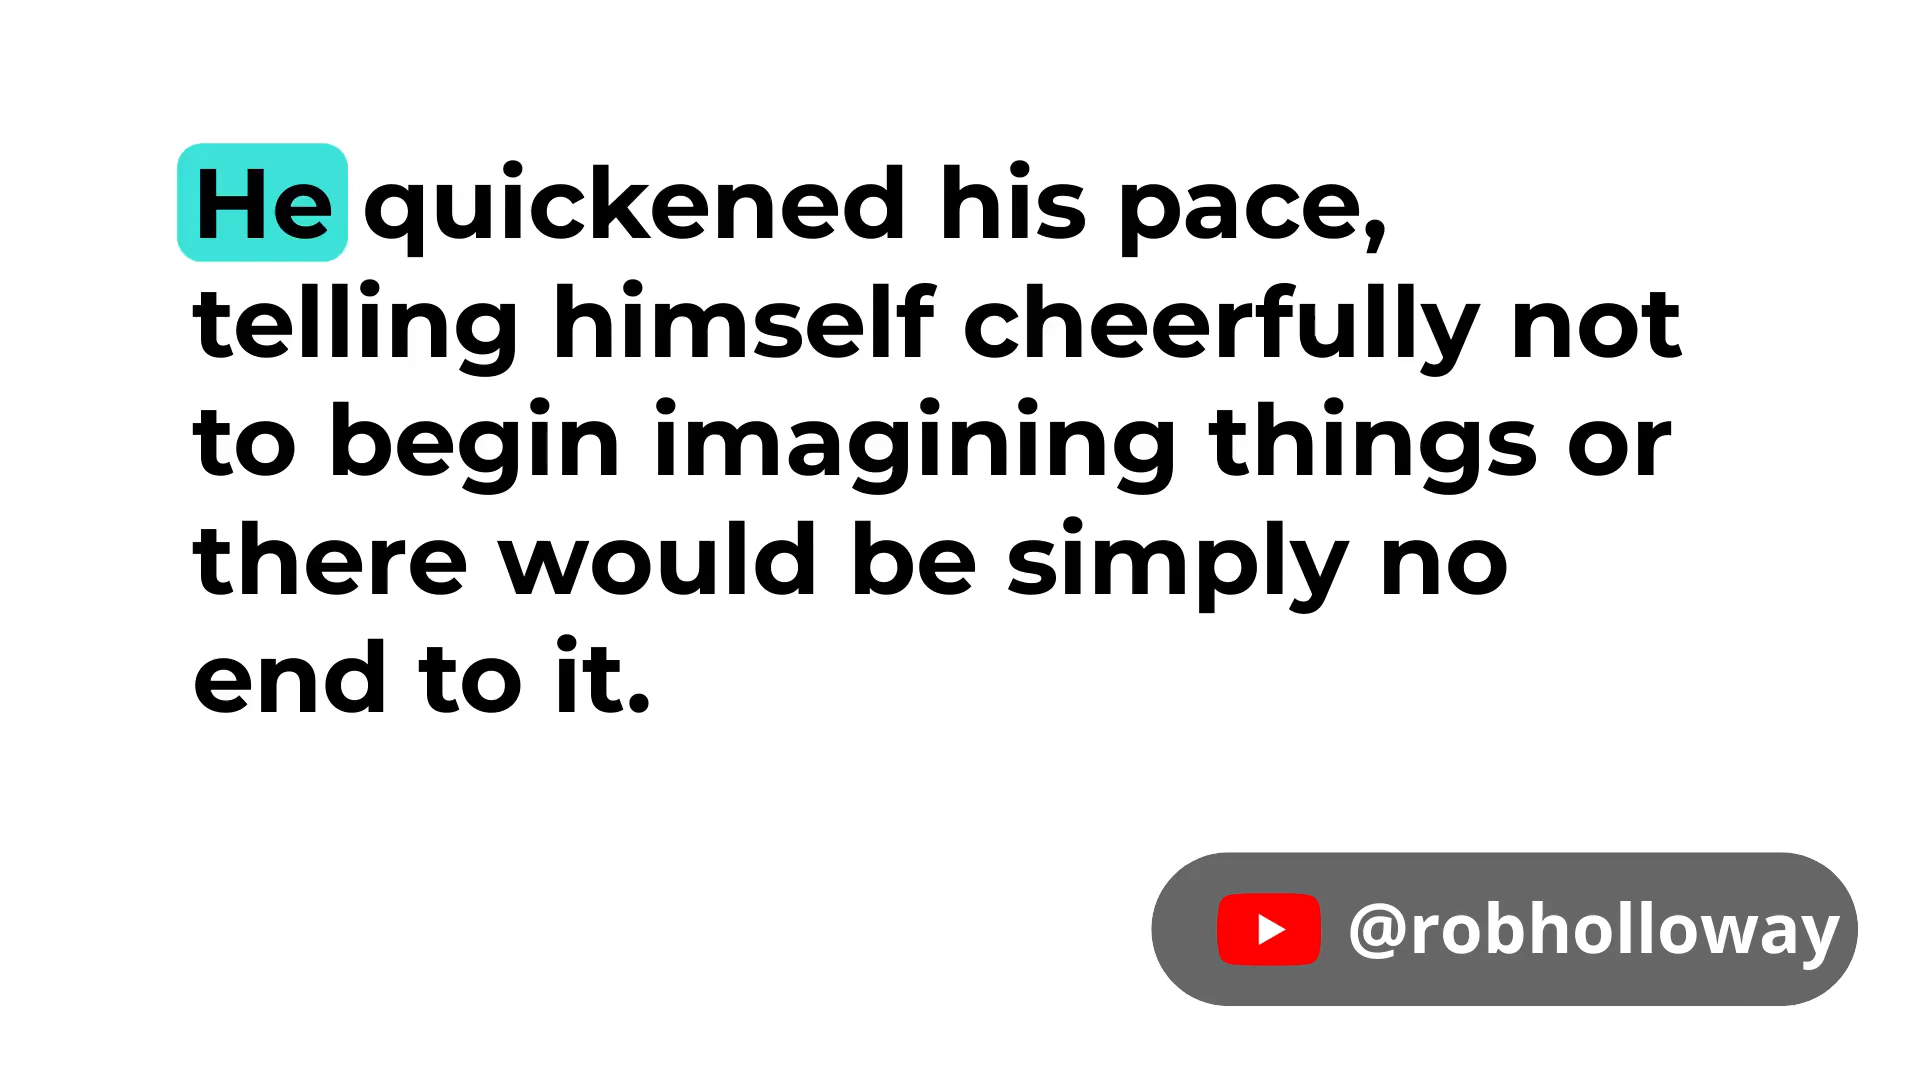 He quickened his pace,
telling himself cheerfully not
to begin imagining things or
there would be simply no
end to it.
@robholloway